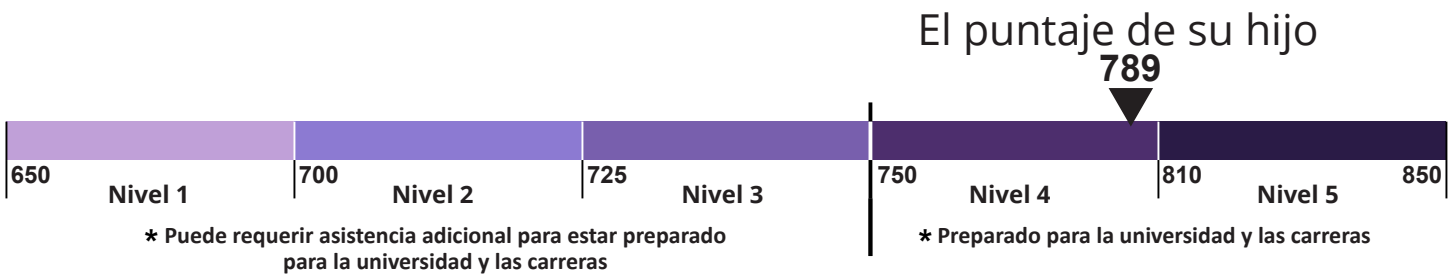 El puntaje de su hijo
789
650 700 725 750 810 850
Nivel 1 Nivel 2 Nivel 3 Nivel 4 Nivel 5
* Puede requerir asistencia adicional para estar preparado
para la universidad y las carreras
* Preparado para la universidad y las carreras